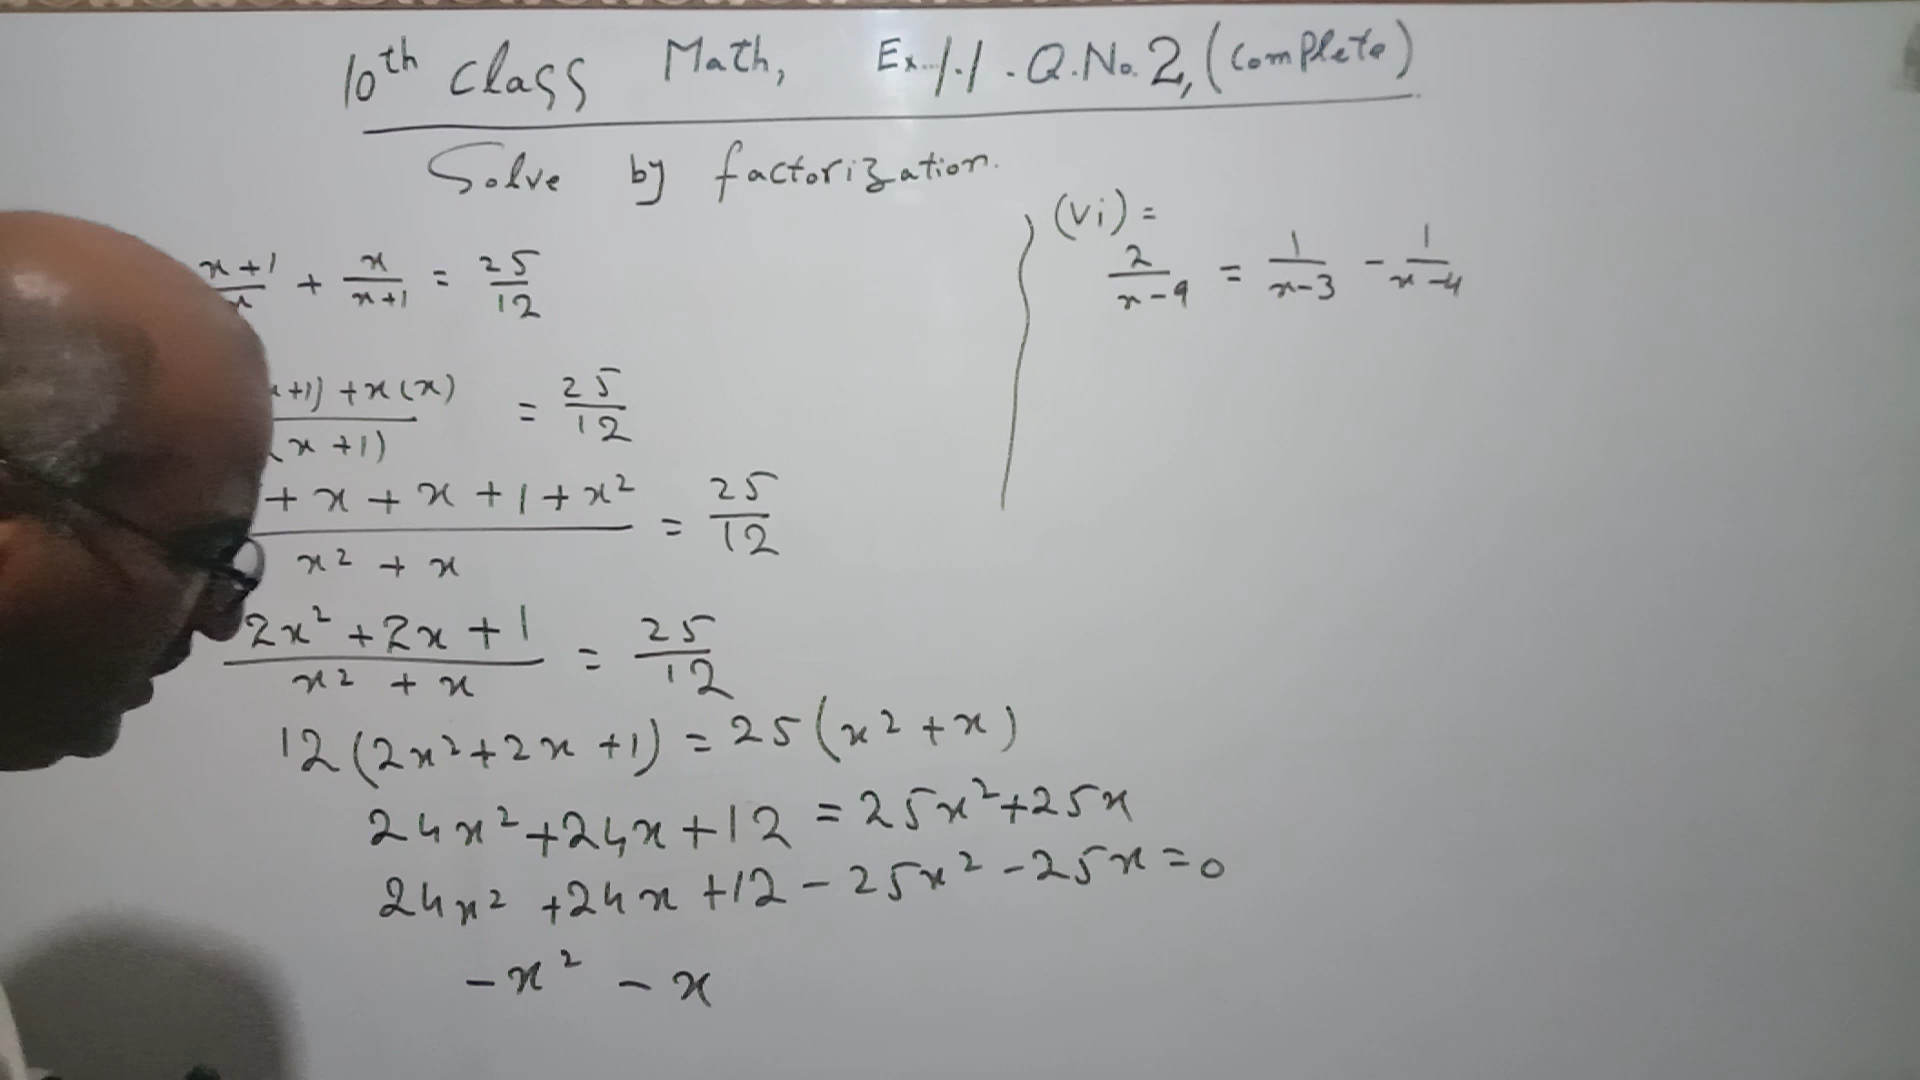 10th class Math, Ex. 1.1. Q.No. 2, (Complete)
Solve by factorization.
x+1/x + x/x+1 = 25/12
+1) + x(x) / (x+1) = 25/12
+ x + x + 1 + x² / x² + x = 25/12
2x² + 2x + 1 / x² + x = 25/12
12(2x²+2x+1) = 25(x²+x)
24x²+24x+12 = 25x²+25x
24x²+24x+12-25x²-25x=0
-x² - x
(vi) =
2/x-9 = 1/x-3 - 1/x-4